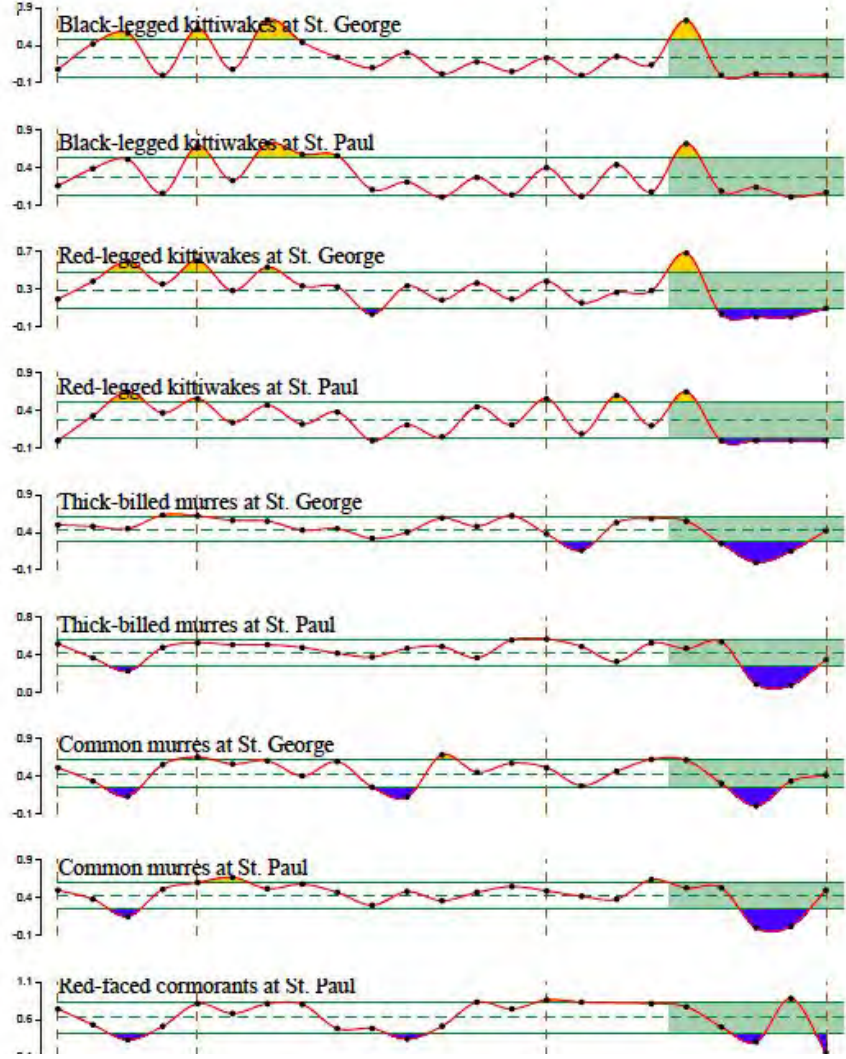 0.9
Black-legged kittiwakes at St. George
0.4
-0.1
0.9
Black-legged kittiwakes at St. Paul
0.4
-0.1
0.7
Red-legged kittiwakes at St. George
0.3
-0.1
0.9
Red-legged kittiwakes at St. Paul
0.4
-0.1
0.9
Thick-billed murres at St. George
0.4
-0.1
0.8
Thick-billed murres at St. Paul
0.4
0.0
0.9
Common murres at St. George
0.4
-0.1
0.9
Common murres at St. Paul
0.4
-0.1
1.1
Red-faced cormorants at St. Paul
0.6